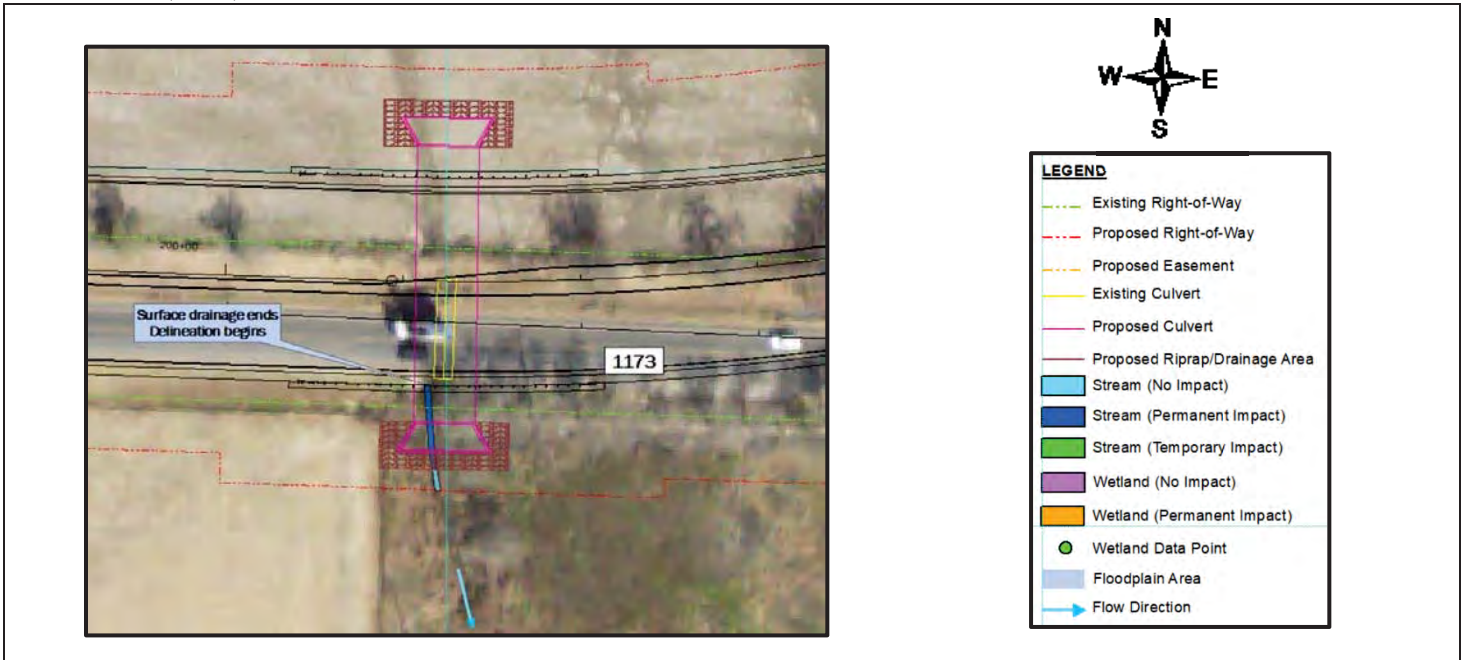 200+00
Surface drainage ends
Delineation begins
1173
N
W
E
S
LEGEND
Existing Right-of-Way
Proposed Right-of-Way
Proposed Easement
Existing Culvert
Proposed Culvert
Proposed Riprap/Drainage Area
Stream (No Impact)
Stream (Permanent Impact)
Stream (Temporary Impact)
Wetland (No Impact)
Wetland (Permanent Impact)
Wetland Data Point
Floodplain Area
Flow Direction